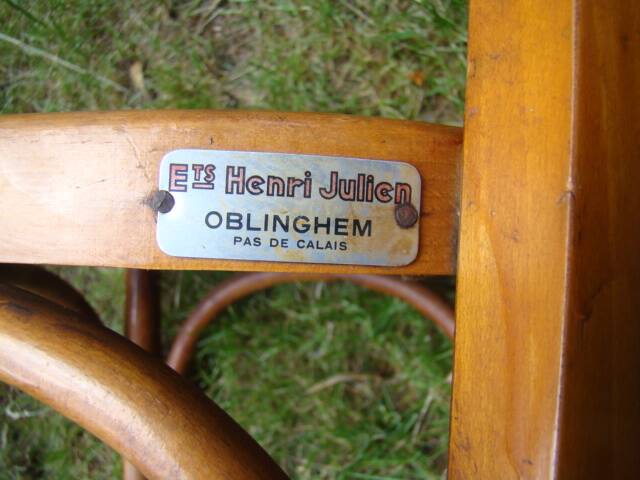 ETS Henri Julien
OBLINGHEM
PAS DE CALAIS